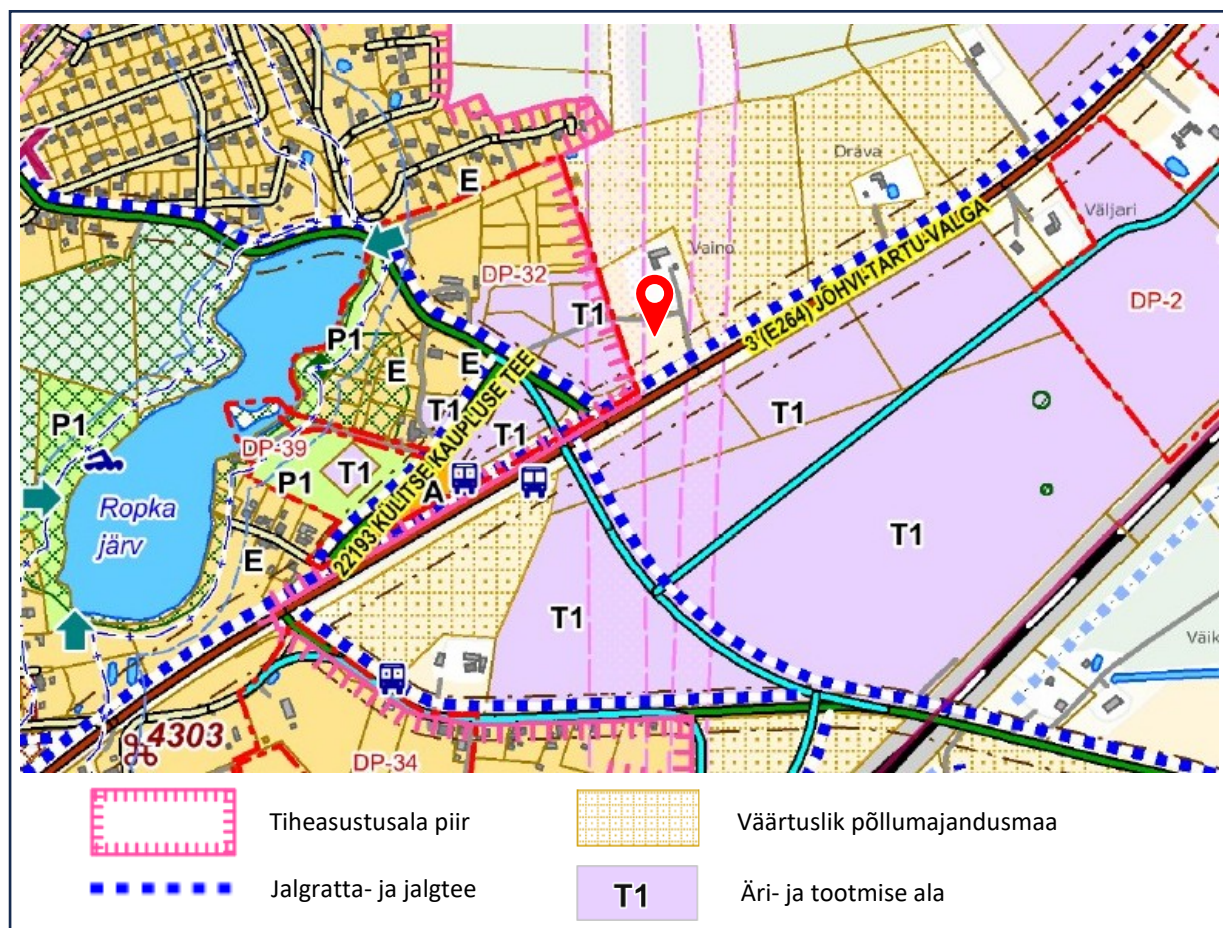 E
DP-32
T1
Vaino
Orava
Väljari
DP-2
3 (E264) JÕHVI-TARTU-VALGA
P1
E
E
T1
T1
T1
22193 KÜLITSE KAUPLUSE TEE
A
P1
DP-39
P1
T1
Ropka
järv
E
T1
T1
Väik
4303
DP-34
Tiheasustusala piir
Väärtuslik põllumajandusmaa
Jalgratta- ja jalgtee
T1
Äri- ja tootmise ala